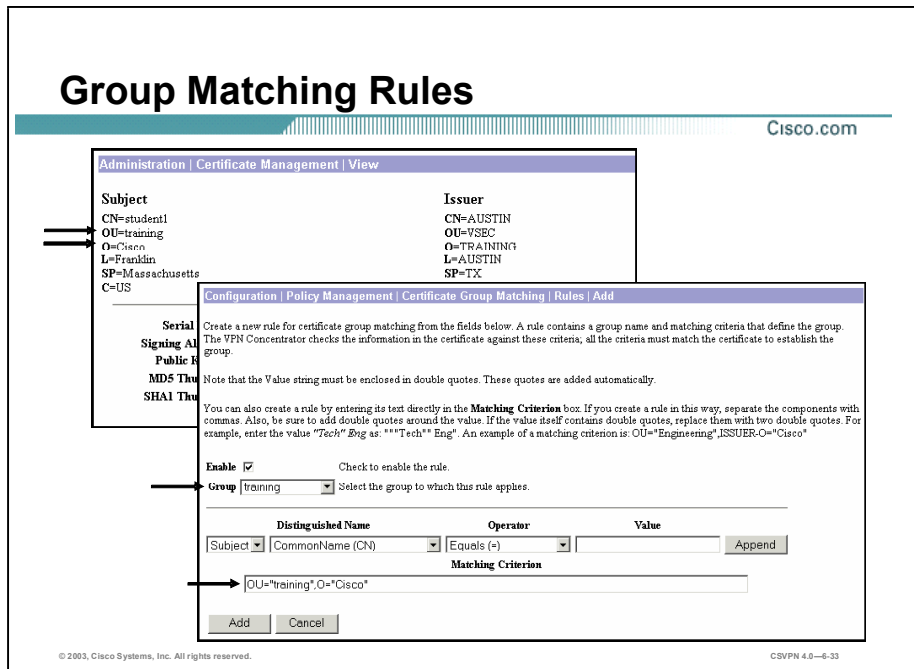 Group Matching Rules
Cisco.com
Administration | Certificate Management | View
Subject
Issuer
CN=student1
CN=AUSTIN
OU=training
OU=VSEC
O=Cisco
O=TRAINING
L=Franklin
L=AUSTIN
SP=Massachusetts
SP=TX
C=US
Serial
Signing Al
Public K
MD5 Thu
SHA1 Thu
Configuration | Policy Management | Certificate Group Matching | Rules | Add
Create a new rule for certificate group matching from the fields below. A rule contains a group name and matching criteria that define the group.
The VPN Concentrator checks the information in the certificate against these criteria; all the criteria must match the certificate to establish the
group.
Note that the Value string must be enclosed in double quotes. These quotes are added automatically.
You can also create a rule by entering its text directly in the Matching Criterion box. If you create a rule in this way, separate the components with
commas. Also, be sure to add double quotes around the value. If the value itself contains double quotes, replace them with two double quotes. For
example, enter the value "Tech" Eng as: """Tech"" Eng". An example of a matching criterion is: OU="Engineering",ISSUER-O="Cisco"
Enable Check to enable the rule.
Group training Select the group to which this rule applies.
Distinguished Name Operator Value
Subject CommonName (CN) Equals (=) Append
Matching Criterion
OU="training",O="Cisco"
Add Cancel
© 2003, Cisco Systems, Inc. All rights reserved.
CSVPN 4.0—6-33